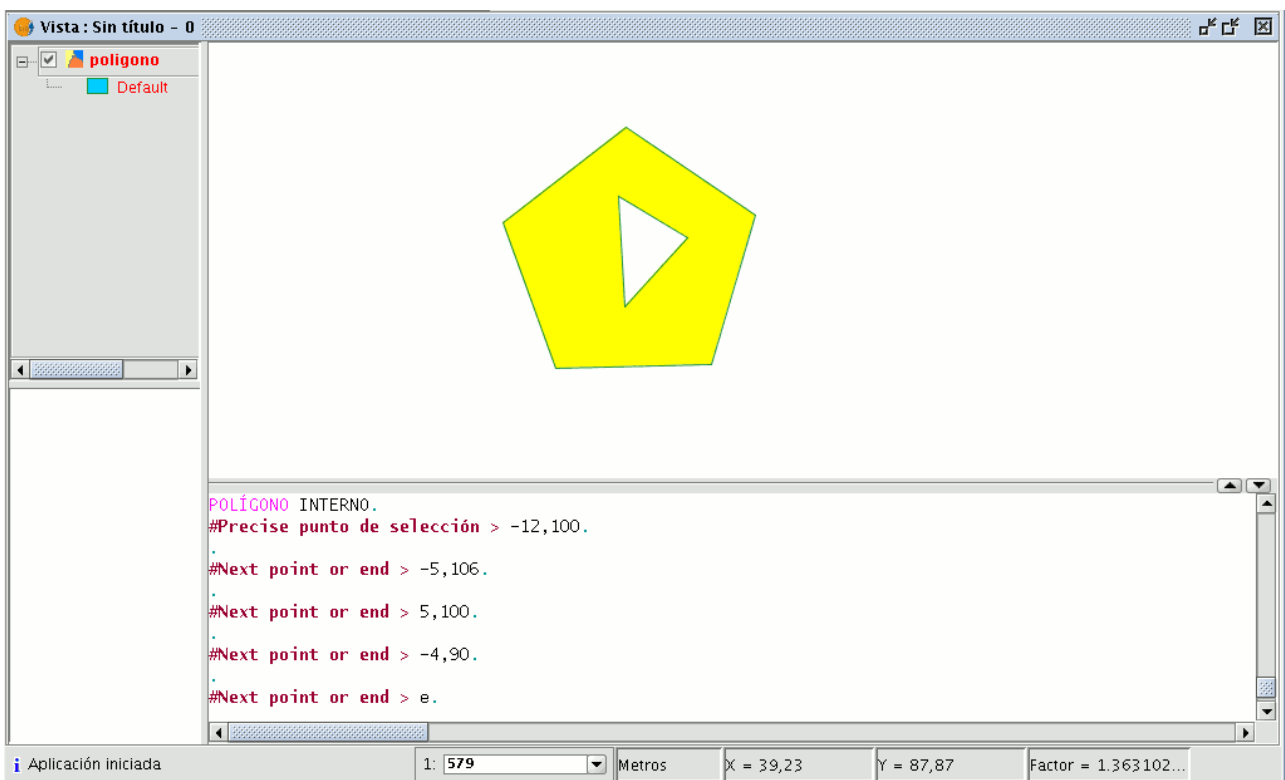 Vista : Sin título - 0
poligono
Default
POLÍGONO INTERNO.
#Precise punto de selección > -12,100.
.
#Next point or end > -5,106.
.
#Next point or end > 5,100.
.
#Next point or end > -4,90.
.
#Next point or end > e.
Aplicación iniciada
1: 579
Metros
X = 39,23
Y = 87,87
Factor = 1.363102...